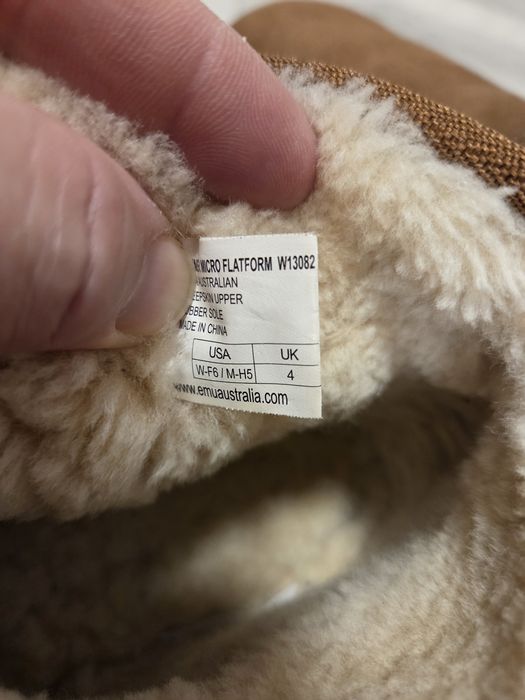 MICRO FLATFORM W13082
AUSTRALIAN
UPPER
SOLE
MADE IN CHINA
USA UK
W-F6 / M-H5 4
www.emuaustralia.com